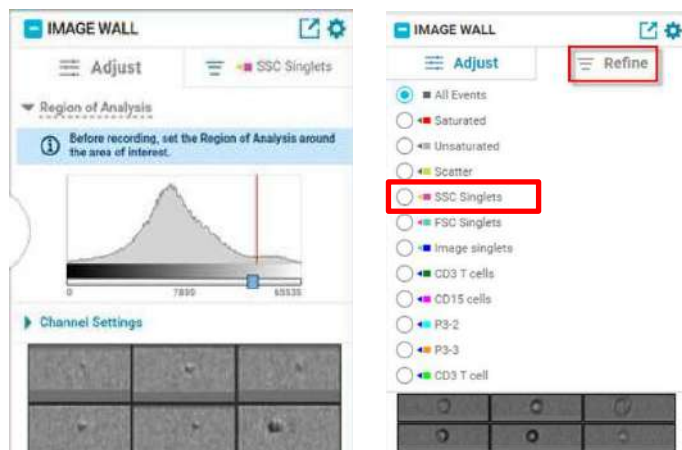 IMAGE WALL
Adjust
SSC Singlets
Region of Analysis
Before recording, set the Region of Analysis around
the area of interest.
0
7899
65535
Channel Settings
IMAGE WALL
Adjust
Refine
All Events
Saturated
Unsaturated
Scatter
SSC Singlets
FSC Singlets
Image singlets
CD3 T cells
CD15 cells
P3-2
P3-3
CD3 T cell